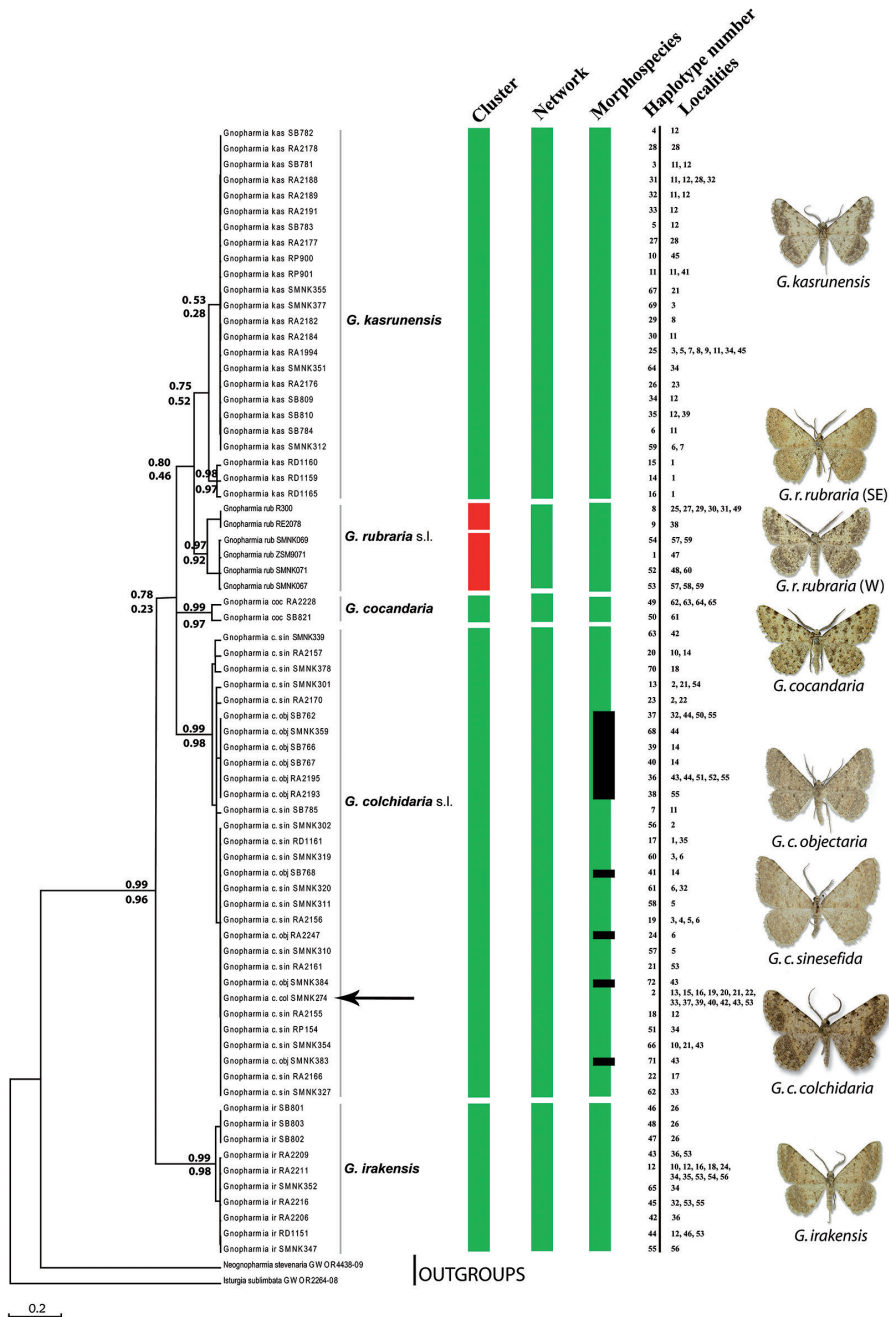 Cluster
Network
Morphospecies
Haplotype number
Localities
Gnopharmia kas SB782 4 12
Gnopharmia kas RA2178 28 28
Gnopharmia kas SB781 3 11, 12
Gnopharmia kas RA2188 31 11, 12, 28, 32
Gnopharmia kas RA2189 32 11, 12
Gnopharmia kas RA2191 33 12
Gnopharmia kas SB783 5 12
Gnopharmia kas RA2177 27 28
Gnopharmia kas RP900 10 45
Gnopharmia kas RP901 11 11, 41
Gnopharmia kas SMNK355 67 21
Gnopharmia kas SMNK377 69 3
Gnopharmia kas RA2182 29 8
Gnopharmia kas RA2184 30 11
Gnopharmia kas RA1994 25 3, 5, 7, 8, 9, 11, 34, 45
Gnopharmia kas SMNK351 64 34
Gnopharmia kas RA2176 26 23
Gnopharmia kas SB809 34 12
Gnopharmia kas SB810 35 12, 39
Gnopharmia kas SB784 6 11
Gnopharmia kas SMNK312 59 6, 7
Gnopharmia kas RD1160 15 1
Gnopharmia kas RD1159 14 1
Gnopharmia kas RD1165 16 1
Gnopharmia rub R300 8 25, 27, 29, 30, 31, 49
Gnopharmia rub RE2078 9 38
Gnopharmia rub SMNK069 54 57, 59
Gnopharmia rub ZSM9071 1 47
Gnopharmia rub SMNK071 52 48, 60
Gnopharmia rub SMNK067 53 57, 58, 59
Gnopharmia coc RA2228 49 62, 63, 64, 65
Gnopharmia coc SB821 50 61
Gnopharmia c. sin SMNK339 63 42
Gnopharmia c. sin RA2157 20 10, 14
Gnopharmia c. sin SMNK378 70 18
Gnopharmia c. sin SMNK301 13 2, 21, 54
Gnopharmia c. sin RA2170 23 2, 22
Gnopharmia c. obj SB762 37 32, 44, 50, 55
Gnopharmia c. obj SMNK359 68 44
Gnopharmia c. obj SB766 39 14
Gnopharmia c. obj SB767 40 14
Gnopharmia c. obj RA2195 36 43, 44, 51, 52, 55
Gnopharmia c. obj RA2193 38 55
Gnopharmia c. sin SB785 7 11
Gnopharmia c. sin SMNK302 56 2
Gnopharmia c. sin RD1161 17 1, 35
Gnopharmia c. sin SMNK319 60 3, 6
Gnopharmia c. obj SB768 41 14
Gnopharmia c. sin SMNK320 61 6, 32
Gnopharmia c. sin SMNK311 58 5
Gnopharmia c. sin RA2156 19 3, 4, 5, 6
Gnopharmia c. obj RA2247 24 6
Gnopharmia c. sin SMNK310 57 5
Gnopharmia c. sin RA2161 21 53
Gnopharmia c. obj SMNK384 72 43
Gnopharmia c. col SMNK274 2 13, 15, 16, 19, 20, 21, 22,
33, 37, 39, 40, 42, 43, 53
Gnopharmia c. sin RA2155 18 12
Gnopharmia c. sin RP154 51 34
Gnopharmia c. sin SMNK354 66 10, 21, 43
Gnopharmia c. obj SMNK383 71 43
Gnopharmia c. sin RA2166 22 17
Gnopharmia c. sin SMNK327 62 33
Gnopharmia ir SB801 46 26
Gnopharmia ir SB803 48 26
Gnopharmia ir SB802 47 26
Gnopharmia ir RA2209 43 36, 53
Gnopharmia ir RA2211 12 10, 12, 16, 18, 24,
34, 35, 53, 54, 56
Gnopharmia ir SMNK352 65 34
Gnopharmia ir RA2216 45 32, 53, 55
Gnopharmia ir RA2206 42 36
Gnopharmia ir RD1151 44 12, 46, 53
Gnopharmia ir SMNK347 55 56
Neognopharmia stevenaria GW OR4438-09
Isturgia sublimbata GW OR2264-08
OUTGROUPS
0.53
0.28
0.75
0.52
0.80
0.46
0.98
0.97
0.97
0.92
0.78
0.23
0.99
0.97
0.99
0.98
0.99
0.96
0.99
0.98
G. kasrunensis
G. rubraria s.l.
G. cocandaria
G. colchidaria s.l.
G. irakensis
G. kasrunensis
G. r. rubraria (SE)
G. r. rubraria (W)
G. cocandaria
G. c. objectaria
G. c. sinesefida
G. c. colchidaria
G. irakensis
0.2